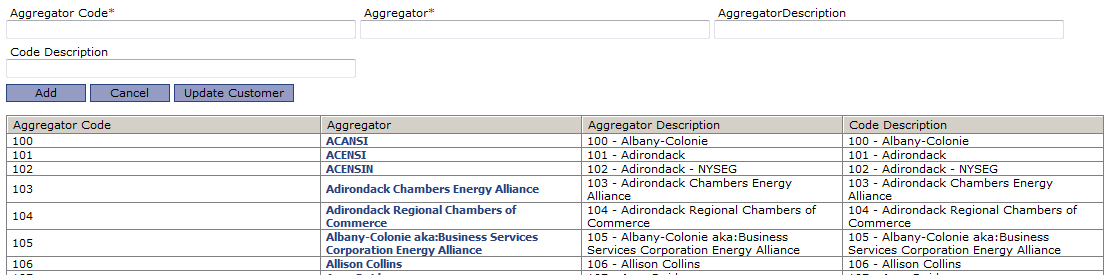 Aggregator Code* Aggregator* AggregatorDescription
Code Description
Add Cancel Update Customer
Aggregator Code Aggregator Aggregator Description Code Description
100 ACANSI 100 - Albany-Colonie 100 - Albany-Colonie
101 ACENSI 101 - Adirondack 101 - Adirondack
102 ACENSIN 102 - Adirondack - NYSEG 102 - Adirondack - NYSEG
103 Adirondack Chambers Energy Alliance 103 - Adirondack Chambers Energy 103 - Adirondack Chambers Energy
Alliance Alliance
104 Adirondack Regional Chambers of 104 - Adirondack Regional Chambers of 104 - Adirondack Regional Chambers of
Commerce Commerce Commerce
105 Albany-Colonie aka:Business Services 105 - Albany-Colonie aka:Business 105 - Albany-Colonie aka:Business
Corporation Energy Alliance Services Corporation Energy Alliance Services Corporation Energy Alliance
106 Allison Collins 106 - Allison Collins 106 - Allison Collins